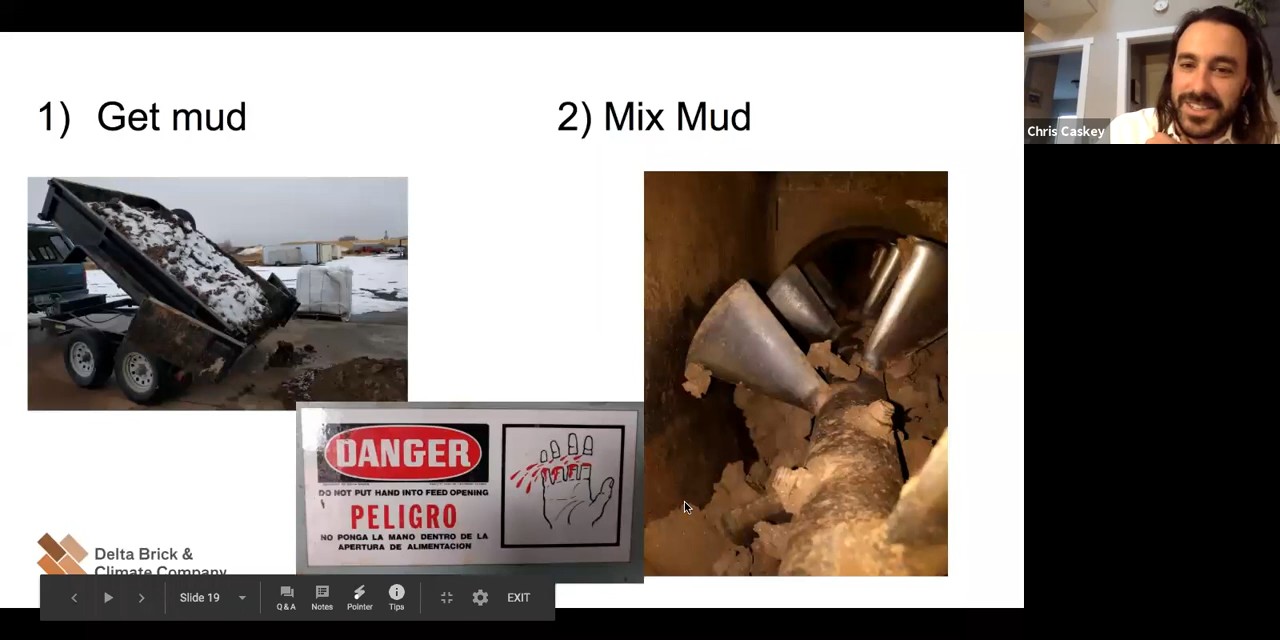 1) Get mud
2) Mix Mud
Chris Caskey
DANGER
DO NOT PUT HAND INTO FEED OPENING
PELIGRO
NO PONGA LA MANO DENTRO DE LA
APERTURA DE ALIMENTACION
Delta Brick &
Climate Company
Slide 19
Q&A
Notes
Pointer
Tips
EXIT